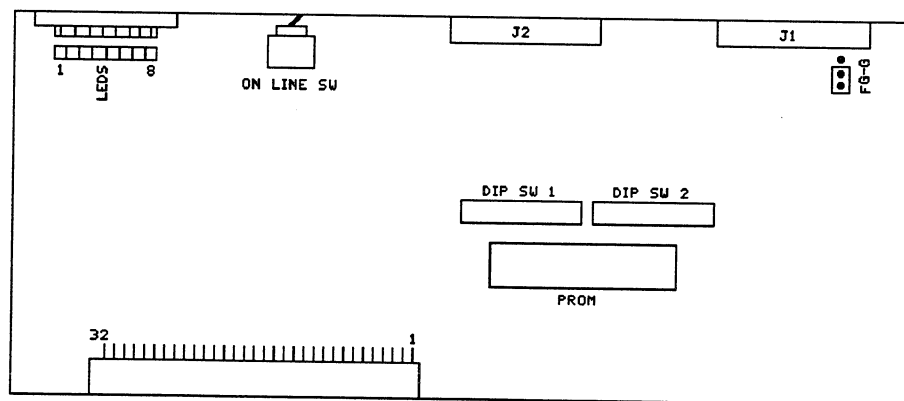 J2
J1
1 8
LEDS
ON LINE SW
FG-G
DIP SW 1
DIP SW 2
PROM
32
1